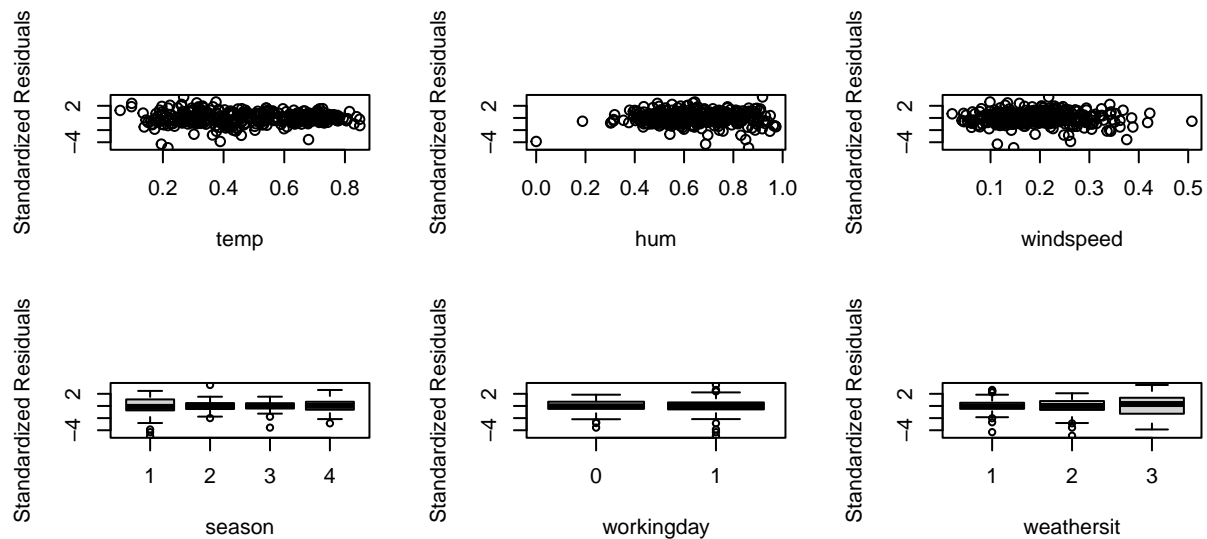 Standardized Residuals
2
−4
0.2 0.4 0.6 0.8
temp
Standardized Residuals
2
−4
0.0 0.2 0.4 0.6 0.8 1.0
hum
Standardized Residuals
2
−4
0.1 0.2 0.3 0.4 0.5
windspeed
Standardized Residuals
2
−4
1 2 3 4
season
Standardized Residuals
2
−4
0 1
workingday
Standardized Residuals
2
−4
1 2 3
weathersit